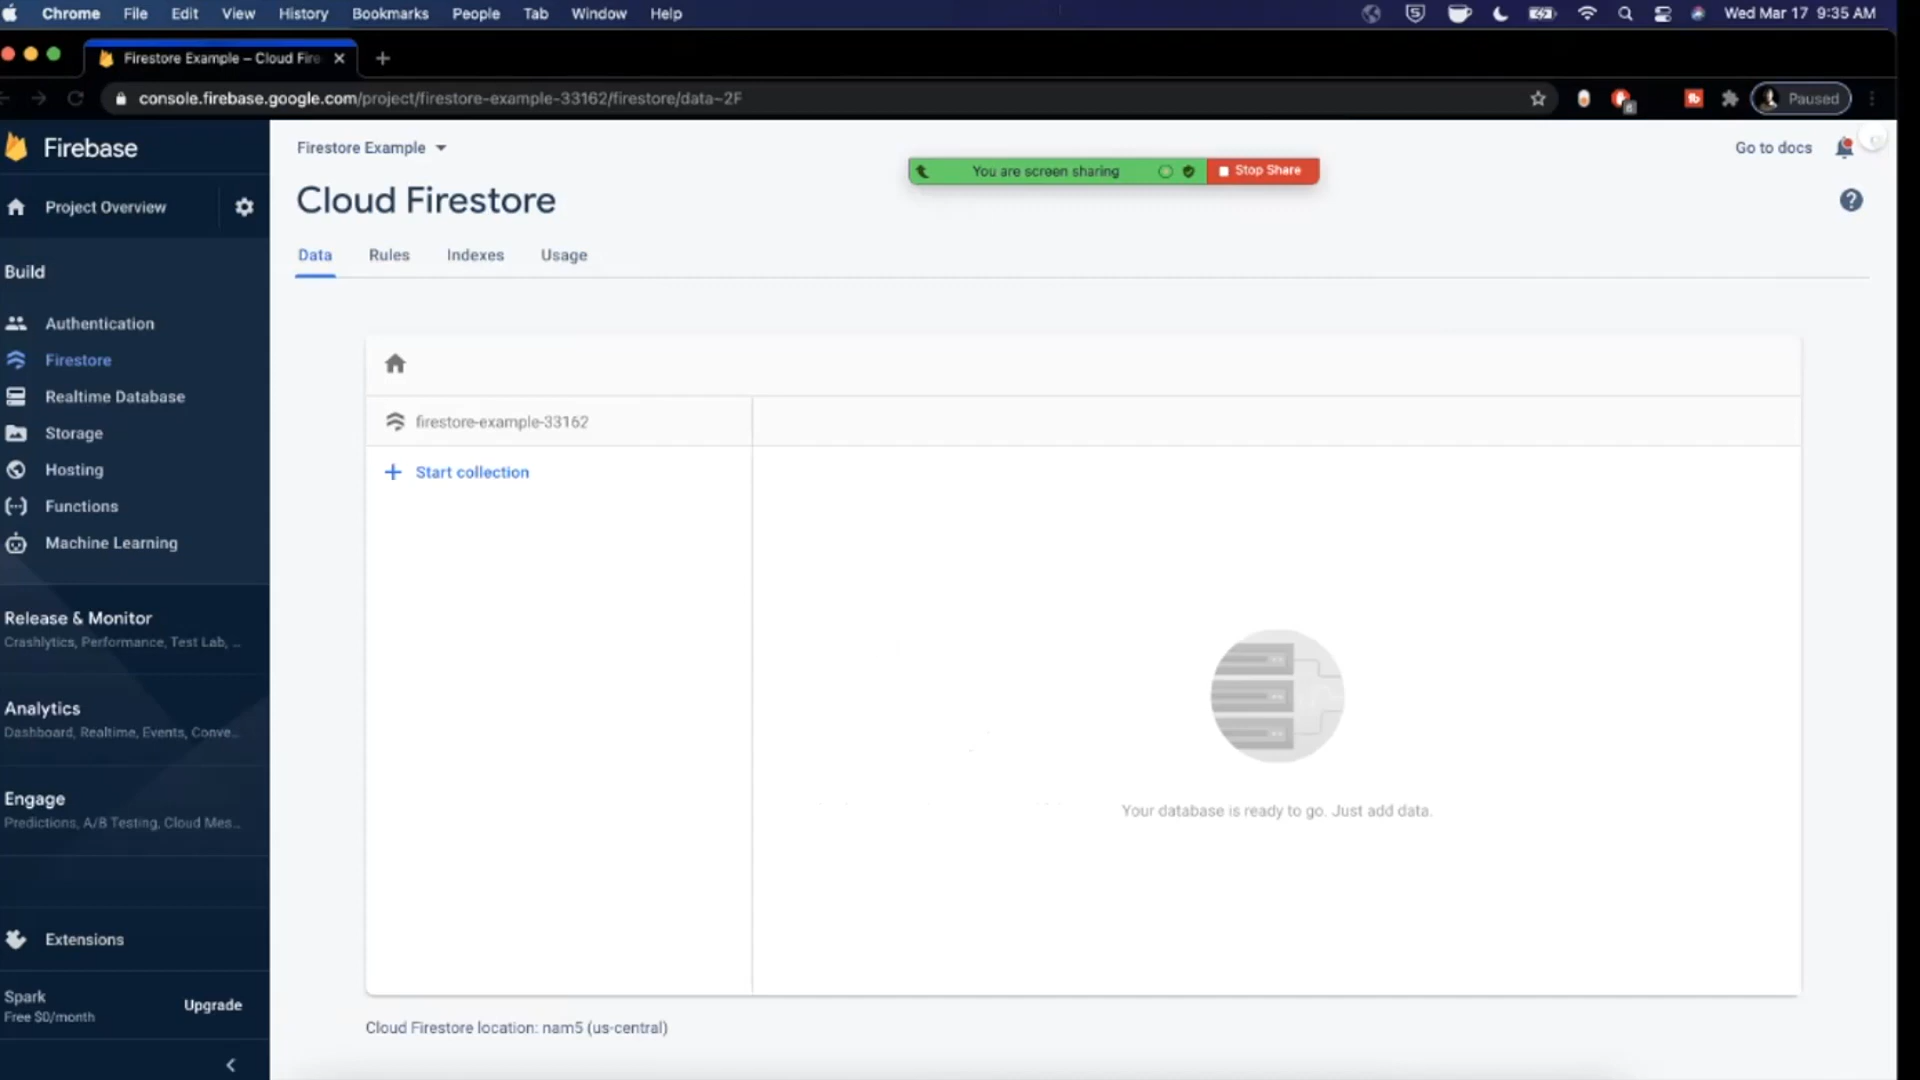 Chrome File Edit View History Bookmarks People Tab Window Help Wed Mar 17 9:35 AM
Firestore Example – Cloud Fire
console.firebase.google.com/project/firestore-example-33162/firestore/data~2F Paused
Firebase
Firestore Example
Go to docs
You are screen sharing Stop Share
Project Overview
Cloud Firestore
Data Rules Indexes Usage
Build
Authentication
Firestore
Realtime Database
Storage
Hosting
Functions
Machine Learning
Release & Monitor
Crashlytics, Performance, Test Lab, ...
Analytics
Dashboard, Realtime, Events, Conve...
Engage
Predictions, A/B Testing, Cloud Mes...
Extensions
Spark
Free $0/month
Upgrade
firestore-example-33162
Start collection
Your database is ready to go. Just add data.
Cloud Firestore location: nam5 (us-central)